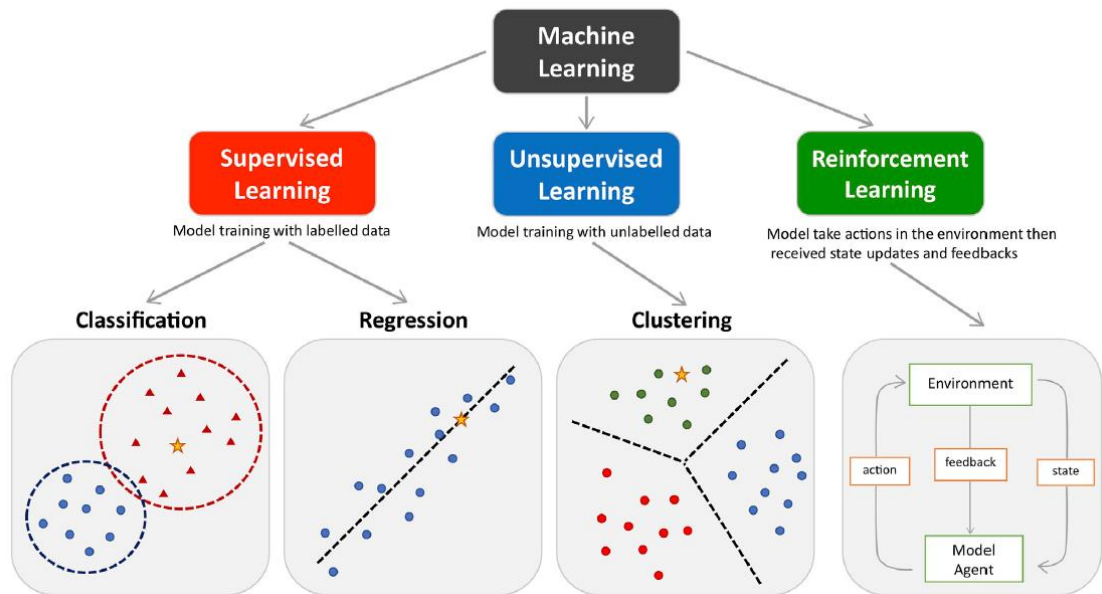 Machine
Learning
Supervised
Learning
Unsupervised
Learning
Reinforcement
Learning
Model training with labelled data
Model training with unlabelled data
Model take actions in the environment then
received state updates and feedbacks
Classification
Regression
Clustering
Environment
action
feedback
state
Model
Agent